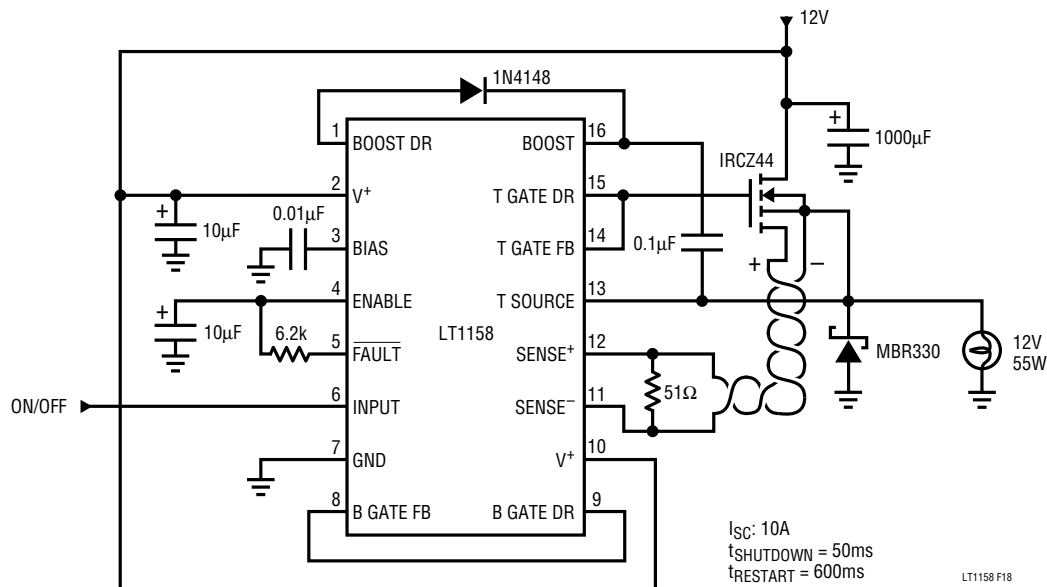 12V
1N4148
1
BOOST DR
BOOST
16
+
1000µF
IRCZ44
2
V+
T GATE DR
15
+
10µF
0.01µF
3
BIAS
T GATE FB
14
0.1µF
+
–
4
ENABLE
T SOURCE
13
+
10µF
6.2k
5
FAULT
LT1158
SENSE+
12
MBR330
12V
55W
51Ω
ON/OFF
6
INPUT
SENSE–
11
7
GND
V+
10
8
B GATE FB
B GATE DR
9
ISC: 10A
tSHUTDOWN = 50ms
tRESTART = 600ms
LT1158 F18